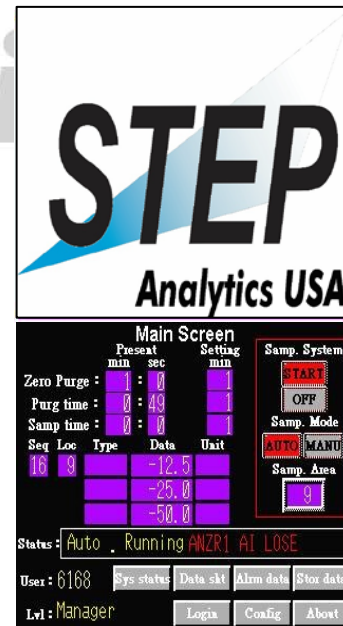 STEP
Analytics USA
Main Screen
Present Setting Samp. System
min sec min
START
Zero Purge : 1 : 0 1
OFF
Purg time : 0 : 49 1
Samp time : 0 : 0 1
Samp. Mode
Seq Loc Type Data Unit
AUTO MANU
16 9 -12.5
Samp. Area
-25.0
9
-50.0
Status : Auto . Running ANZR1 AI LOSE
User : 6168 Sys status Data sht Alrm data Stor data
Lvl : Manager Login Config About